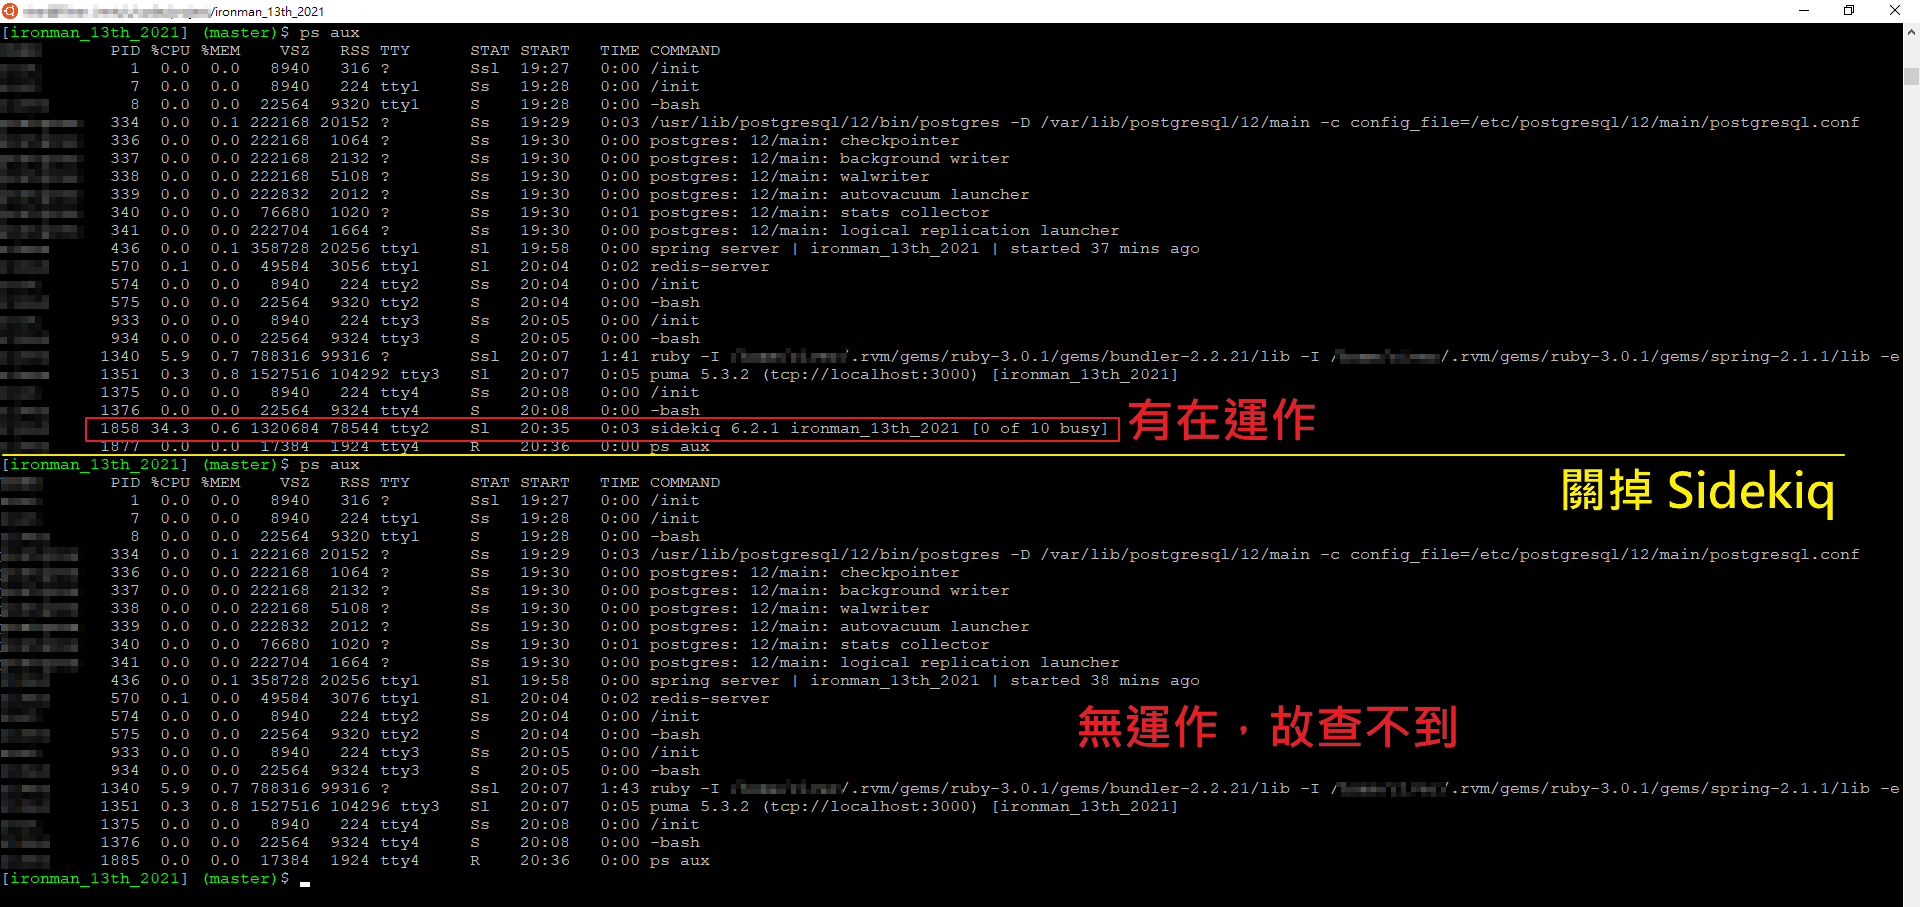 /ironman_13th_2021
[ironman_13th_2021] (master)$ ps aux
PID %CPU %MEM VSZ RSS TTY STAT START TIME COMMAND
1 0.0 0.0 8940 316 ? Ssl 19:27 0:00 /init
7 0.0 0.0 8940 224 tty1 Ss 19:28 0:00 /init
8 0.0 0.0 22564 9320 tty1 S 19:28 0:00 -bash
334 0.0 0.1 222168 20152 ? Ss 19:29 0:03 /usr/lib/postgresql/12/bin/postgres -D /var/lib/postgresql/12/main -c config_file=/etc/postgresql/12/main/postgresql.conf
336 0.0 0.0 222168 1064 ? Ss 19:30 0:00 postgres: 12/main: checkpointer
337 0.0 0.0 222168 2132 ? Ss 19:30 0:00 postgres: 12/main: background writer
338 0.0 0.0 222168 5108 ? Ss 19:30 0:00 postgres: 12/main: walwriter
339 0.0 0.0 222832 2012 ? Ss 19:30 0:00 postgres: 12/main: autovacuum launcher
340 0.0 0.0 76680 1020 ? Ss 19:30 0:01 postgres: 12/main: stats collector
341 0.0 0.0 222704 1664 ? Ss 19:30 0:00 postgres: 12/main: logical replication launcher
436 0.0 0.1 358728 20256 tty1 Sl 19:58 0:00 spring server | ironman_13th_2021 | started 37 mins ago
570 0.1 0.0 49584 3056 tty1 Sl 20:04 0:02 redis-server
574 0.0 0.0 8940 224 tty2 Ss 20:04 0:00 /init
575 0.0 0.0 22564 9320 tty2 S 20:04 0:00 -bash
933 0.0 0.0 8940 224 tty3 Ss 20:05 0:00 /init
934 0.0 0.0 22564 9324 tty3 S 20:05 0:00 -bash
1340 5.9 0.7 788316 99316 ? Ssl 20:07 1:41 ruby -I /.rvm/gems/ruby-3.0.1/gems/bundler-2.2.21/lib -I /.rvm/gems/ruby-3.0.1/gems/spring-2.1.1/lib -e
1351 0.3 0.8 1527516 104292 tty3 Sl 20:07 0:05 puma 5.3.2 (tcp://localhost:3000) [ironman_13th_2021]
1375 0.0 0.0 8940 224 tty4 Ss 20:08 0:00 /init
1376 0.0 0.0 22564 9324 tty4 S 20:08 0:00 -bash
1858 34.3 0.6 1320684 78544 tty2 Sl 20:35 0:03 sidekiq 6.2.1 ironman_13th_2021 [0 of 10 busy]
有在運作
1877 0.0 0.0 17384 1924 tty4 R 20:36 0:00 ps aux
[ironman_13th_2021] (master)$ ps aux
PID %CPU %MEM VSZ RSS TTY STAT START TIME COMMAND
關掉 Sidekiq
1 0.0 0.0 8940 316 ? Ssl 19:27 0:00 /init
7 0.0 0.0 8940 224 tty1 Ss 19:28 0:00 /init
8 0.0 0.0 22564 9320 tty1 S 19:28 0:00 -bash
334 0.0 0.1 222168 20152 ? Ss 19:29 0:03 /usr/lib/postgresql/12/bin/postgres -D /var/lib/postgresql/12/main -c config_file=/etc/postgresql/12/main/postgresql.conf
336 0.0 0.0 222168 1064 ? Ss 19:30 0:00 postgres: 12/main: checkpointer
337 0.0 0.0 222168 2132 ? Ss 19:30 0:00 postgres: 12/main: background writer
338 0.0 0.0 222168 5108 ? Ss 19:30 0:00 postgres: 12/main: walwriter
339 0.0 0.0 222832 2012 ? Ss 19:30 0:00 postgres: 12/main: autovacuum launcher
340 0.0 0.0 76680 1020 ? Ss 19:30 0:01 postgres: 12/main: stats collector
341 0.0 0.0 222704 1664 ? Ss 19:30 0:00 postgres: 12/main: logical replication launcher
436 0.0 0.1 358728 20256 tty1 Sl 19:58 0:00 spring server | ironman_13th_2021 | started 38 mins ago
570 0.1 0.0 49584 3076 tty1 Sl 20:04 0:02 redis-server
574 0.0 0.0 8940 224 tty2 Ss 20:04 0:00 /init
無運作，故查不到
575 0.0 0.0 22564 9320 tty2 S 20:04 0:00 -bash
933 0.0 0.0 8940 224 tty3 Ss 20:05 0:00 /init
934 0.0 0.0 22564 9324 tty3 S 20:05 0:00 -bash
1340 5.9 0.7 788316 99316 ? Ssl 20:07 1:43 ruby -I /.rvm/gems/ruby-3.0.1/gems/bundler-2.2.21/lib -I /.rvm/gems/ruby-3.0.1/gems/spring-2.1.1/lib -e
1351 0.3 0.8 1527516 104296 tty3 Sl 20:07 0:05 puma 5.3.2 (tcp://localhost:3000) [ironman_13th_2021]
1375 0.0 0.0 8940 224 tty4 Ss 20:08 0:00 /init
1376 0.0 0.0 22564 9324 tty4 S 20:08 0:00 -bash
1885 0.0 0.0 17384 1924 tty4 R 20:36 0:00 ps aux
[ironman_13th_2021] (master)$